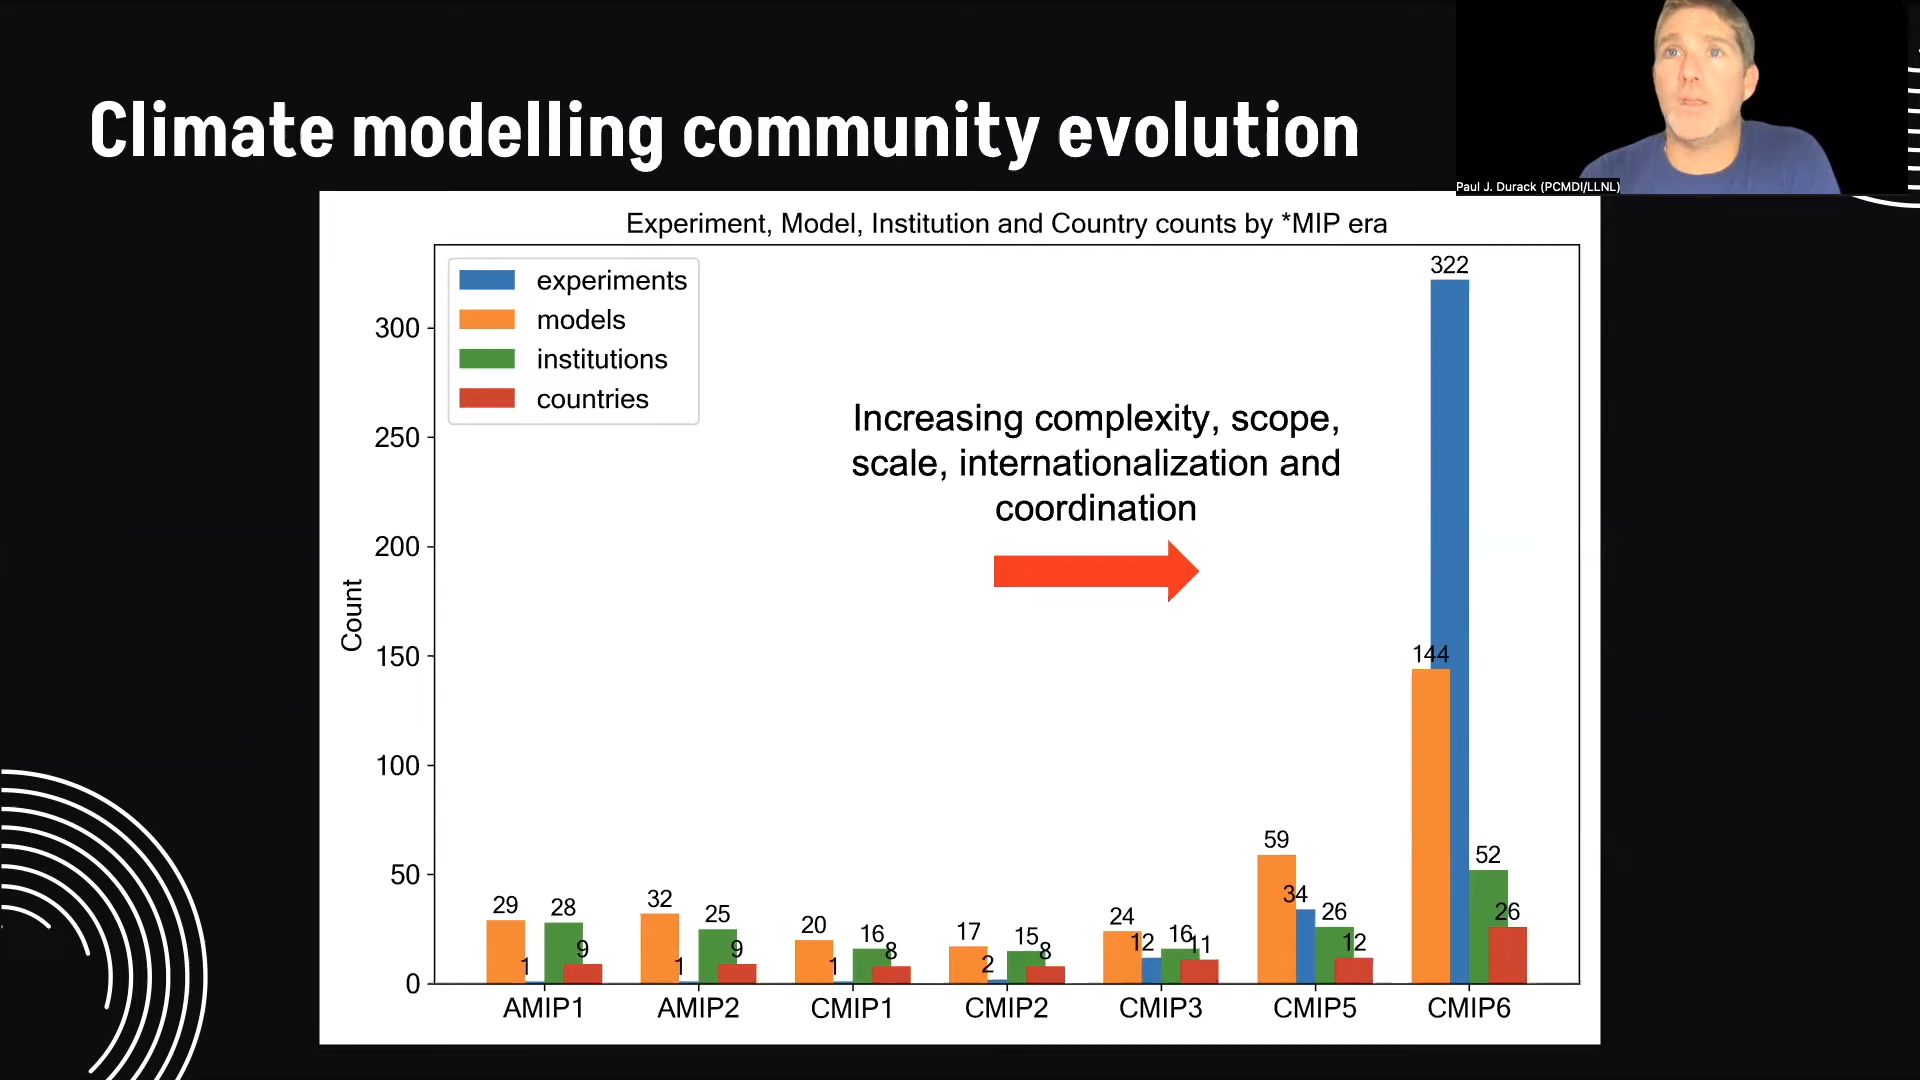 Climate modelling community evolution
Paul J. Durack (PCMDI/LLNL)
Experiment, Model, Institution and Country counts by *MIP era
experiments
models
institutions
countries
Increasing complexity, scope,
scale, internationalization and
coordination
Count
300
250
200
150
100
50
0
29
1
28
9
32
1
25
9
20
1
16
8
17
2
15
8
24
12
16
11
59
34
26
12
144
322
52
26
AMIP1
AMIP2
CMIP1
CMIP2
CMIP3
CMIP5
CMIP6